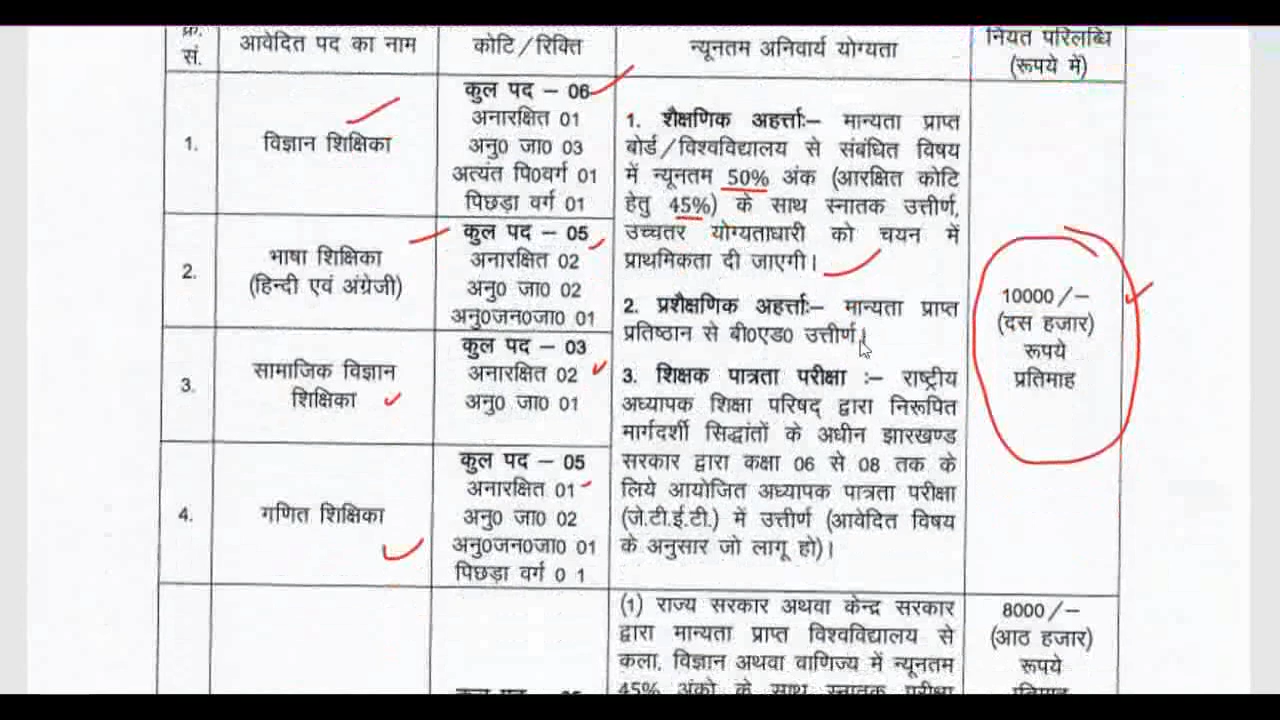 क्र.
सं.
आवेदित पद का नाम
कोटि/रिक्ति
न्यूनतम अनिवार्य योग्यता
नियत परिलब्धि
(रूपये में)
1.
विज्ञान शिक्षिका
कुल पद – 06
अनारक्षित 01
अनु0 जा0 03
अत्यंत पि0वर्ग 01
पिछड़ा वर्ग 01
2.
भाषा शिक्षिका
(हिन्दी एवं अंग्रेजी)
कुल पद – 05
अनारक्षित 02
अनु0 जा0 02
अनु0जन0जा0 01
3.
सामाजिक विज्ञान
शिक्षिका
कुल पद – 03
अनारक्षित 02
अनु0 जा0 01
4.
गणित शिक्षिका
कुल पद – 05
अनारक्षित 01
अनु0 जा0 02
अनु0जन0जा0 01
पिछड़ा वर्ग 0 1
1. शैक्षणिक अहर्त्ताः– मान्यता प्राप्त
बोर्ड/विश्वविद्यालय से संबंधित विषय
में न्यूनतम 50% अंक (आरक्षित कोटि
हेतु 45%) के साथ स्नातक उत्तीर्ण,
उच्चतर योग्यताधारी को चयन में
प्राथमिकता दी जाएगी।
2. प्रशैक्षणिक अहर्त्ताः– मान्यता प्राप्त
प्रतिष्ठान से बी0एड0 उत्तीर्ण।
3. शिक्षक पात्रता परीक्षा :– राष्ट्रीय
अध्यापक शिक्षा परिषद् द्वारा निरूपित
मार्गदर्शी सिद्धांतों के अधीन झारखण्ड
सरकार द्वारा कक्षा 06 से 08 तक के
लिये आयोजित अध्यापक पात्रता परीक्षा
(जे.टी.ई.टी.) में उत्तीर्ण (आवेदित विषय
के अनुसार जो लागू हो)।
10000/–
(दस हजार)
रूपये
प्रतिमाह
(1) राज्य सरकार अथवा केन्द्र सरकार
द्वारा मान्यता प्राप्त विश्वविद्यालय से
कला, विज्ञान अथवा वाणिज्य में न्यूनतम
45% अंको के साथ स्नातक परीक्षा
8000/–
(आठ हजार)
रूपये
प्रतिमाह